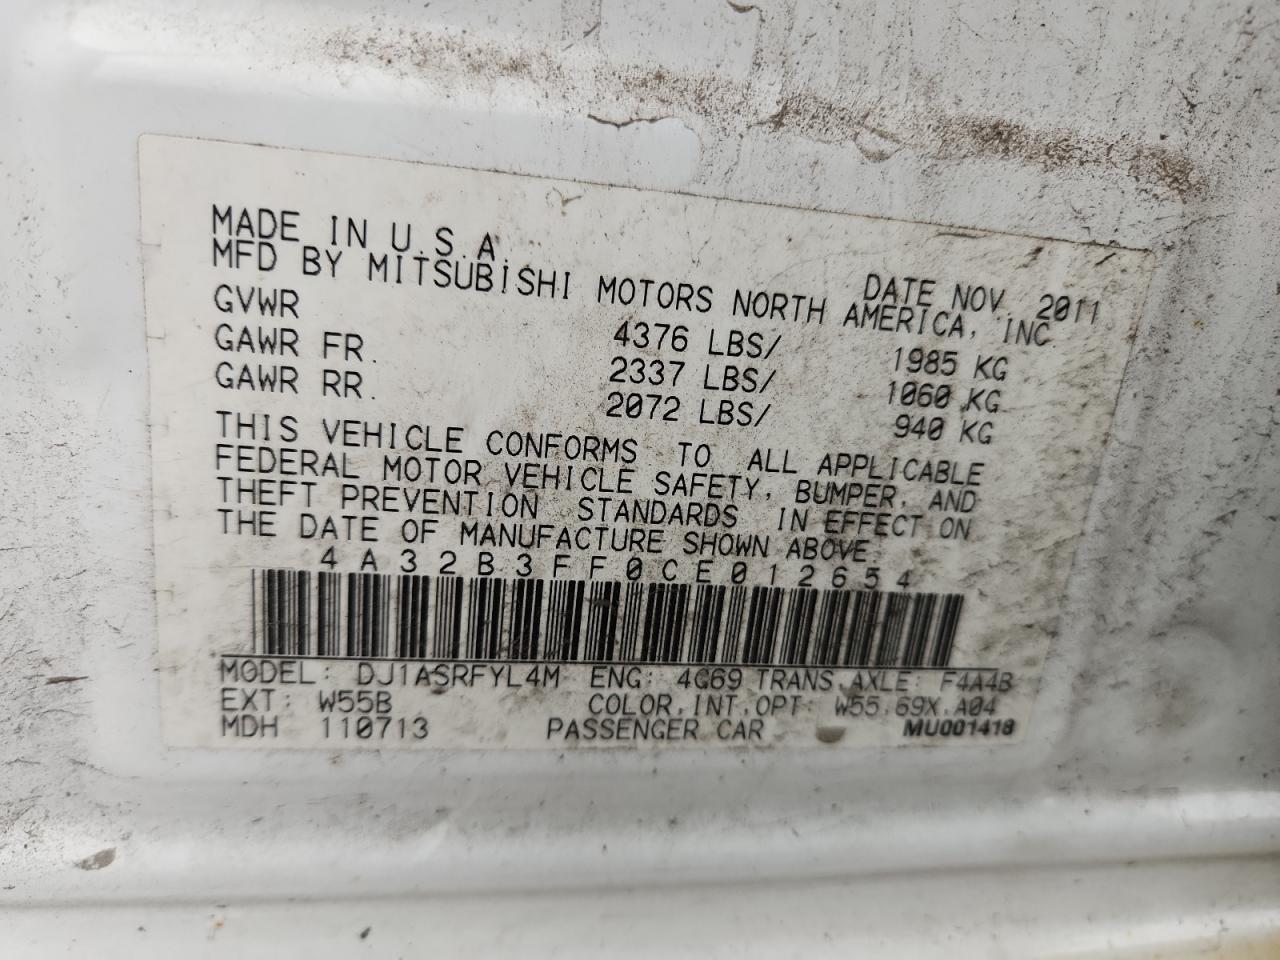 MADE IN U.S.A. DATE NOV 2011
MFD BY MITSUBISHI MOTORS NORTH AMERICA, INC
GVWR 4376 LBS/ 1985 KG
GAWR FR. 2337 LBS/ 1060 KG
GAWR RR. 2072 LBS/ 940 KG
THIS VEHICLE CONFORMS TO ALL APPLICABLE
FEDERAL MOTOR VEHICLE SAFETY, BUMPER, AND
THEFT PREVENTION STANDARDS IN EFFECT ON
THE DATE OF MANUFACTURE SHOWN ABOVE
4A32B3FF0CE012654
MODEL: DJ1ASRFYL4M ENG: 4G69 TRANS.AXLE: F4A4B
EXT: W55B COLOR.INT.OPT: W55.69X.A04
MDH 110713 PASSENGER CAR MU001418